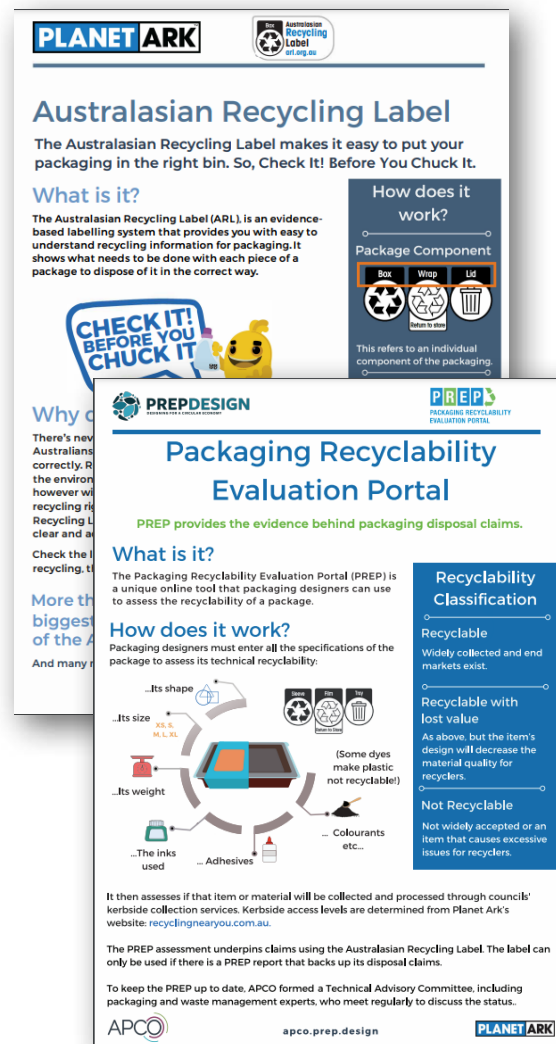 PLANET ARK
Box
Australasian
Recycling
Label
arl.org.au
Australasian Recycling Label
The Australasian Recycling Label makes it easy to put your
packaging in the right bin. So, Check It! Before You Chuck It.
What is it?
The Australasian Recycling Label (ARL), is an evidence-
based labelling system that provides you with easy to
understand recycling information for packaging. It
shows what needs to be done with each piece of a
package to dispose of it in the correct way.
CHECK IT!
BEFORE YOU
CHUCK IT
How does it
work?
Package Component
Box
Wrap
Lid
Return to store
This refers to an individual
component of the packaging.
Why
There's nev
Australians
correctly. R
the environ
however wi
recycling rig
Recycling L
clear and a
Check the l
recycling, t
More th
biggest
of the A
And many
PREPDESIGN
DESIGNING FOR A CIRCULAR ECONOMY
PREP
PACKAGING RECYCLABILITY
EVALUATION PORTAL
Packaging Recyclability
Evaluation Portal
PREP provides the evidence behind packaging disposal claims.
What is it?
The Packaging Recyclability Evaluation Portal (PREP) is
a unique online tool that packaging designers can use
to assess the recyclability of a package.
How does it work?
Packaging designers must enter all the specifications of the
package to assess its technical recyclability:
...Its shape
...Its size
XS, S,
M, L, XL
...Its weight
...The inks
used
... Adhesives
... Colourants
etc...
(Some dyes
make plastic
not recyclable!)
Sleeve
Film
Tray
Return to Store
Recyclability
Classification
Recyclable
Widely collected and end
markets exist.
Recyclable with
lost value
As above, but the item's
design will decrease the
material quality for
recyclers.
Not Recyclable
Not widely accepted or an
item that causes excessive
issues for recyclers.
It then assesses if that item or material will be collected and processed through councils'
kerbside collection services. Kerbside access levels are determined from Planet Ark's
website: recyclingnearyou.com.au.
The PREP assessment underpins claims using the Australasian Recycling Label. The label can
only be used if there is a PREP report that backs up its disposal claims.
To keep the PREP up to date, APCO formed a Technical Advisory Committee, including
packaging and waste management experts, who meet regularly to discuss the status..
APCO
apco.prep.design
PLANET ARK